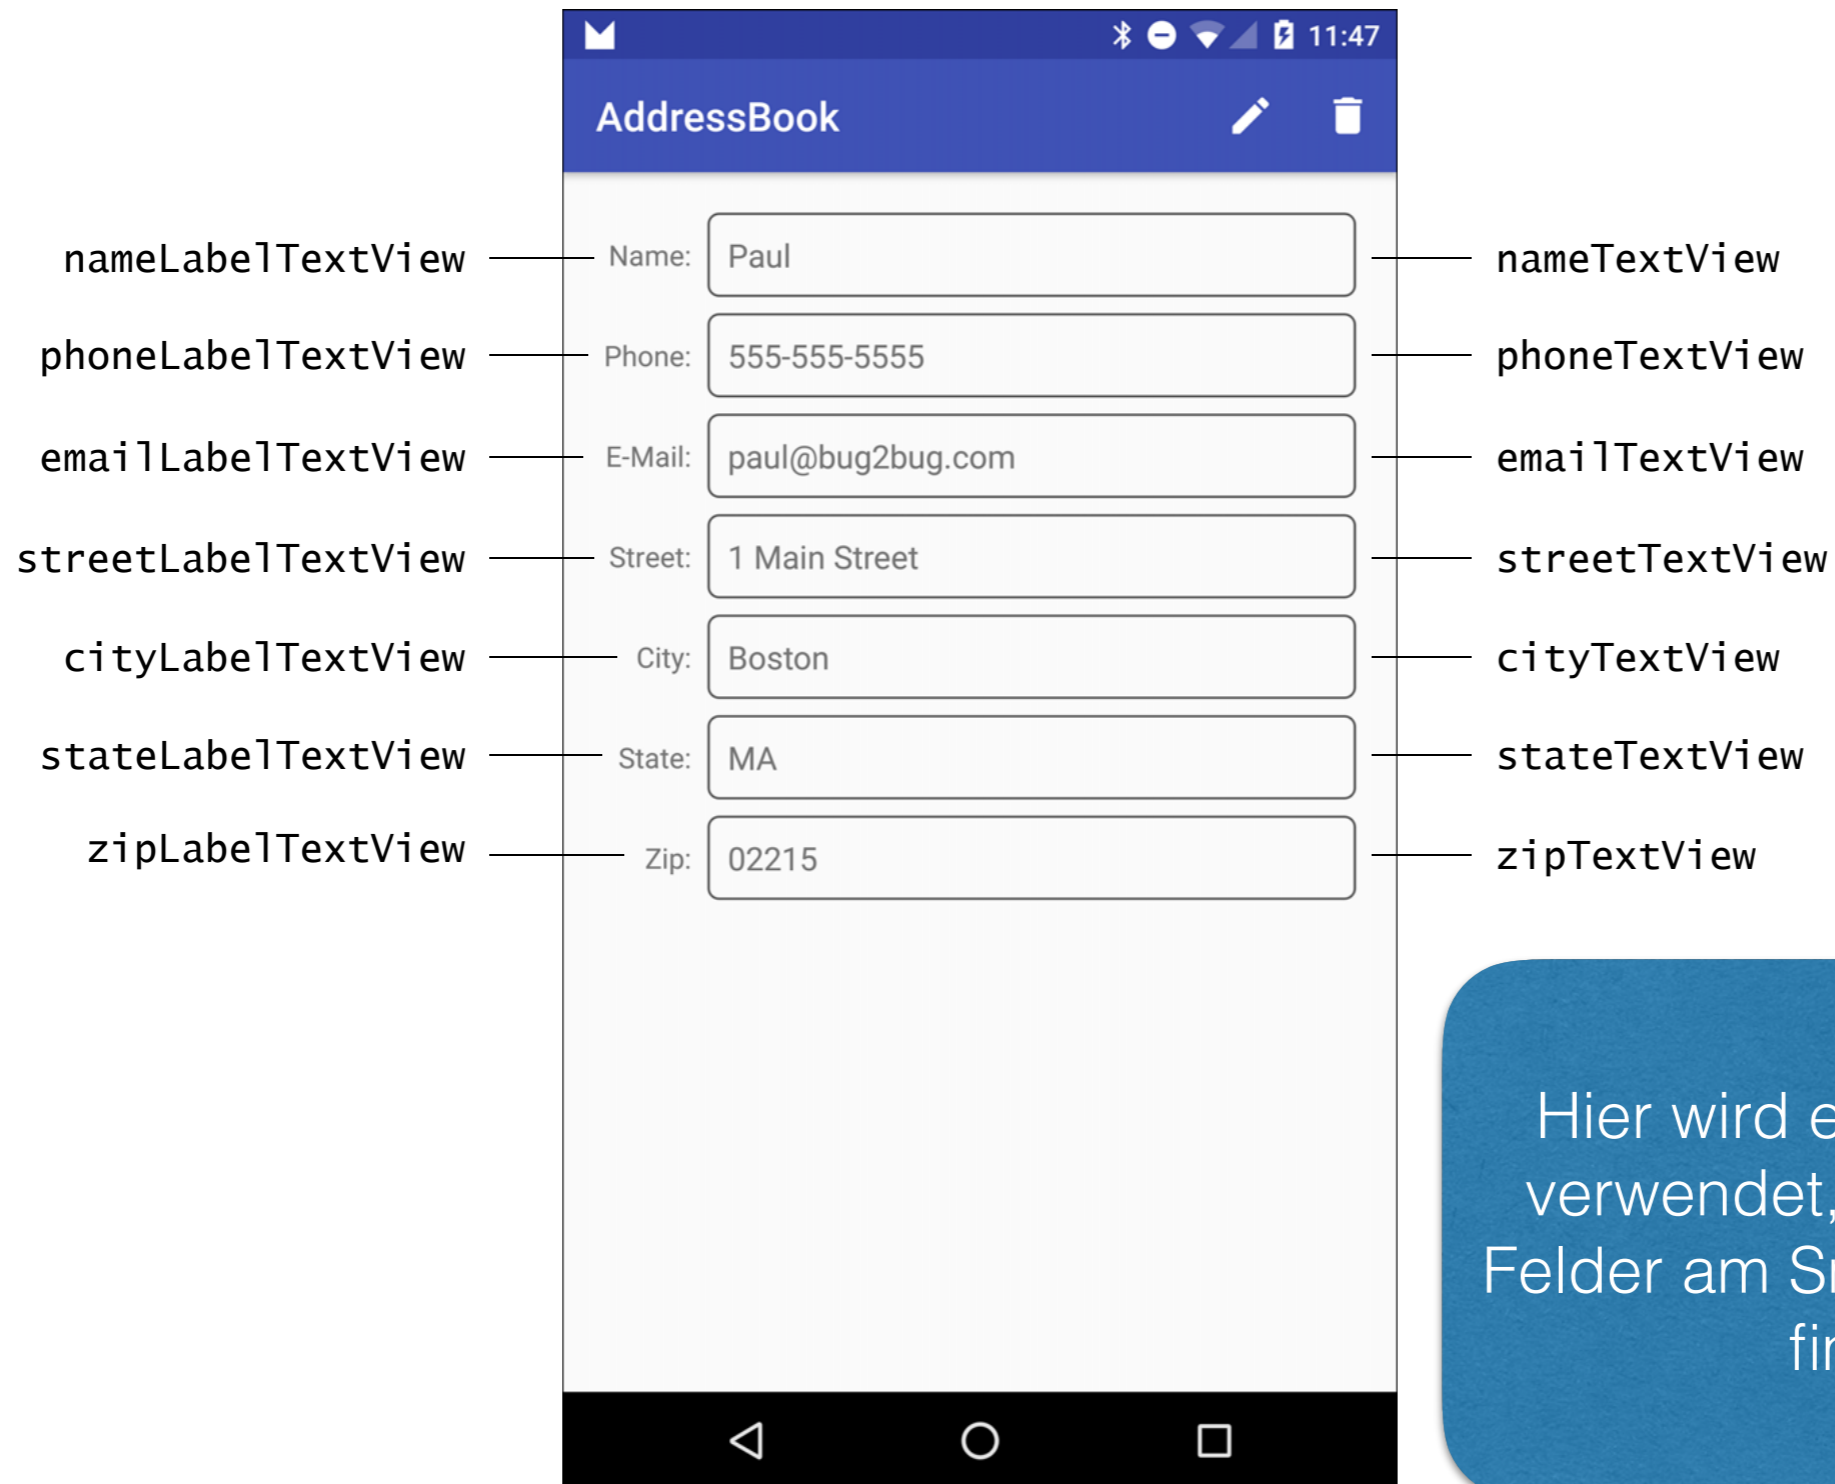 11:47
AddressBook
nameLabelTextView Name: Paul nameTextView
phoneLabelTextView Phone: 555-555-5555 phoneTextView
emailLabelTextView E-Mail: paul@bug2bug.com emailTextView
streetLabelTextView Street: 1 Main Street streetTextView
cityLabelTextView City: Boston cityTextView
stateLabelTextView State: MA stateTextView
zipLabelTextView Zip: 02215 zipTextView
Hier wird
verwendet,
Felder am